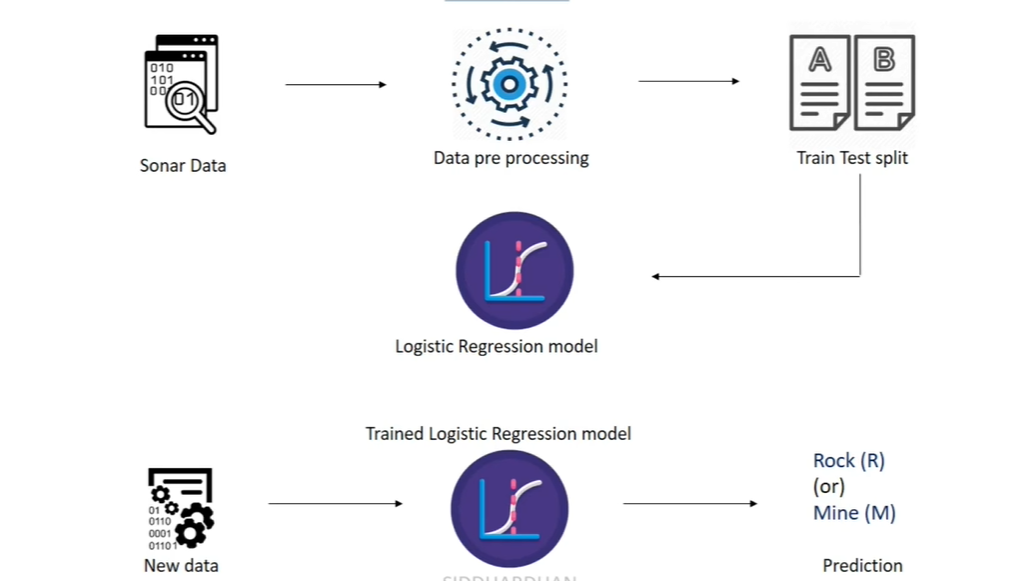 010
101
00
01
A
B
Sonar Data
Data pre processing
Train Test split
Logistic Regression model
Trained Logistic Regression model
01
0110
0001
01101
Rock (R)
(or)
Mine (M)
New data
Prediction
SIDDHARDHAN